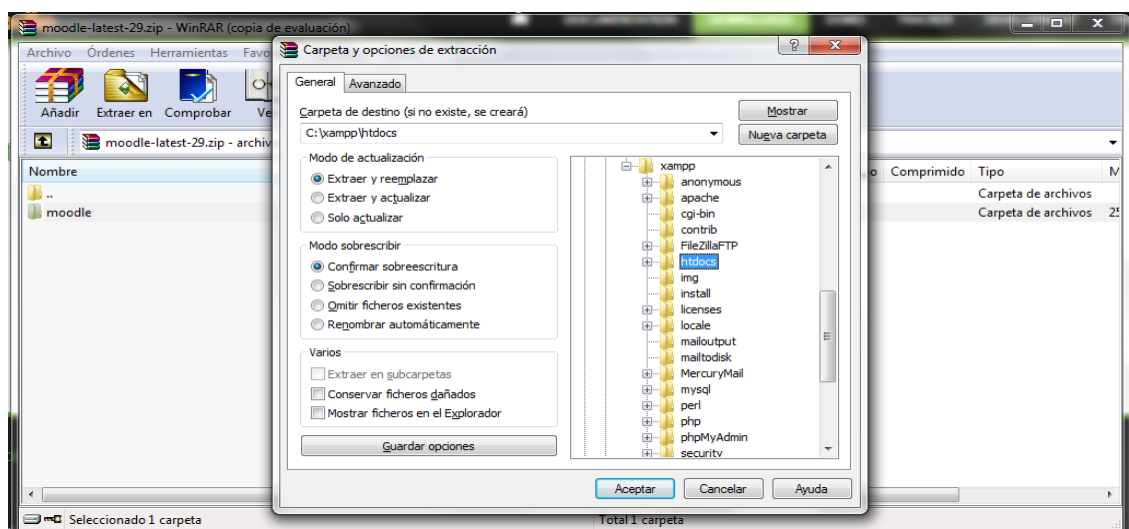 moodle-latest-29.zip - WinRAR (copia de evaluación)
Archivo Órdenes Herramientas Favo
Añadir Extraer en Comprobar Ve
moodle-latest-29.zip - archiv
Nombre
..
moodle
Carpeta y opciones de extracción
General Avanzado
Carpeta de destino (si no existe, se creará)
C:\xampp\htdocs
Mostrar
Nueva carpeta
Modo de actualización
Extraer y reemplazar
Extraer y actualizar
Solo actualizar
Modo sobrescribir
Confirmar sobreescritura
Sobrescribir sin confirmación
Omitir ficheros existentes
Renombrar automáticamente
Varios
Extraer en subcarpetas
Conservar ficheros dañados
Mostrar ficheros en el Explorador
Guardar opciones
xampp
anonymous
apache
cgi-bin
contrib
FileZillaFTP
htdocs
img
install
licenses
locale
mailoutput
mailtodisk
MercuryMail
mysql
perl
php
phpMyAdmin
security
Aceptar Cancelar Ayuda
o Comprimido Tipo M
Carpeta de archivos
Carpeta de archivos 25
Seleccionado 1 carpeta
Total 1 carpeta